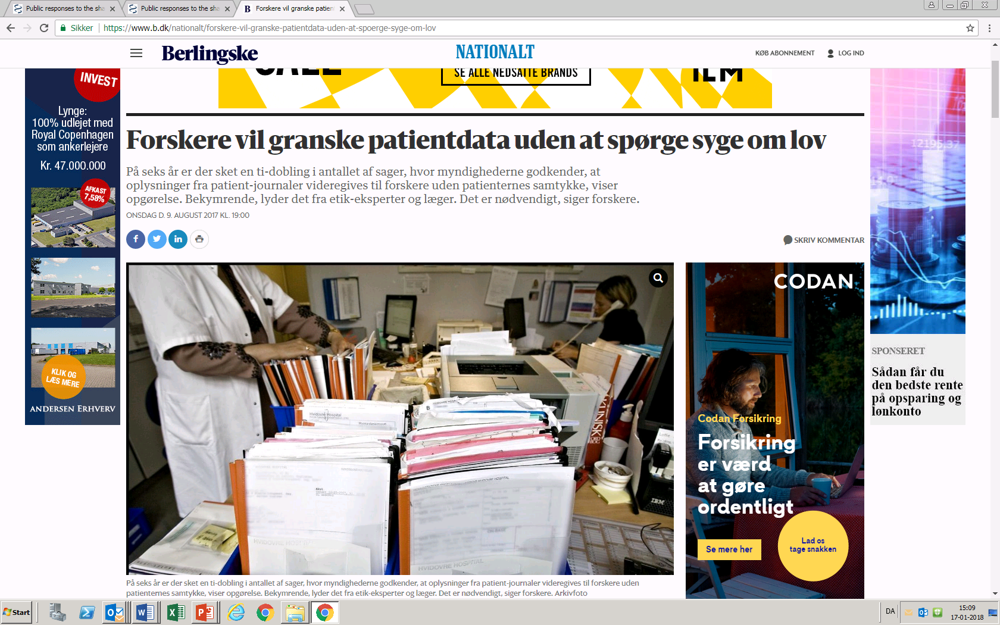 Public responses to the sha
Public responses to the sha
Forskere vil granske patien
Sikker
https://www.b.dk/nationalt/forskere-vil-granske-patientdata-uden-at-spoerge-syge-om-lov
Berlingske
NATIONALT
KØB ABONNEMENT
LOG IND
INVEST
Lynge:
100% udlejet med
Royal Copenhagen
som ankerlejere
Kr. 47.000.000
AFKAST
7,58%
KLIK OG
LÆS MERE
ANDERSEN ERHVERV
SE ALLE NEDSATTE BRANDS
Forskere vil granske patientdata uden at spørge syge om lov
På seks år er der sket en ti-dobling i antallet af sager, hvor myndighederne godkender, at
oplysninger fra patient-journaler videregives til forskere uden patienternes samtykke, viser
opgørelse. Bekymrende, lyder det fra etik-eksperter og læger. Det er nødvendigt, siger forskere.
ONSDAG D. 9. AUGUST 2017 KL. 19:00
SKRIV KOMMENTAR
Hvidovre Hospital
B
KLINISK
IBM
HVIDOVRE HOSPITAL
På seks år er der sket en ti-dobling i antallet af sager, hvor myndighederne godkender, at oplysninger fra patient-journaler videregives til forskere uden
patienternes samtykke, viser opgørelse. Bekymrende, lyder det fra etik-eksperter og læger. Det er nødvendigt, siger forskere. Arkivfoto
CODAN
Codan Forsikring
Forsikring
er værd
at gøre
ordentligt
Se mere her
Lad os
tage snakken
12195,37
SPONSERET
Sådan får du
den bedste rente
på opsparing og
lønkonto
Start
DA
15:09
17-01-2018